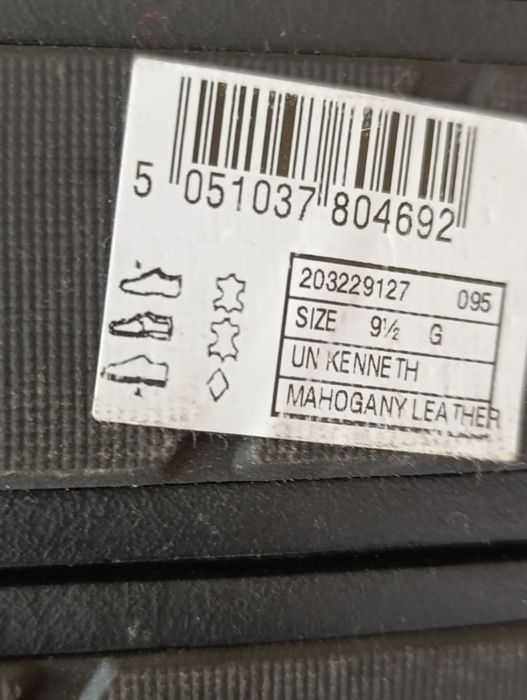 5 051037 804692
203229127 095
SIZE 9½ G
UN KENNETH
MAHOGANY LEATHER